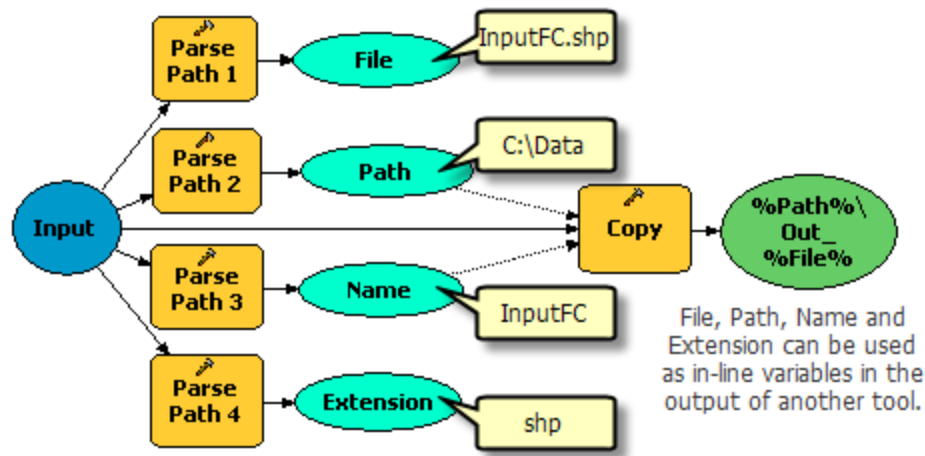 Parse
Path 1
File
InputFC.shp
Parse
Path 2
Path
C:\Data
Input
Copy
%Path%\
Out_
%File%
Parse
Path 3
Name
InputFC
Parse
Path 4
Extension
shp
File, Path, Name and
Extension can be used
as in-line variables in the
output of another tool.